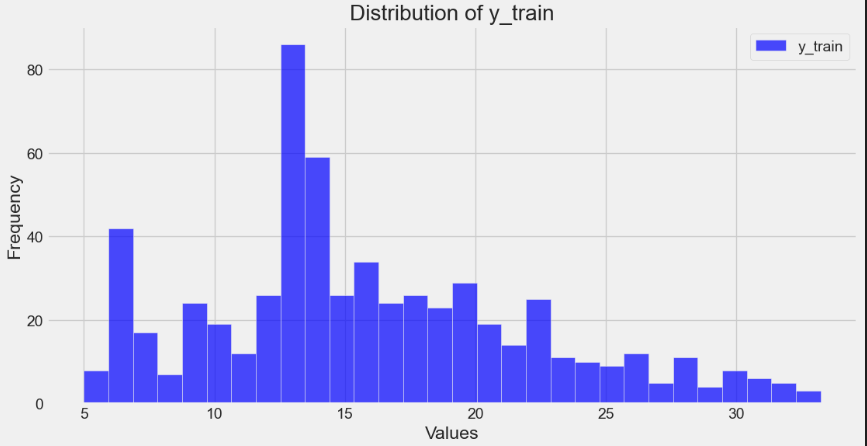 Distribution of y_train
y_train
80
60
40
20
0
Frequency
5 10 15 20 25 30
Values